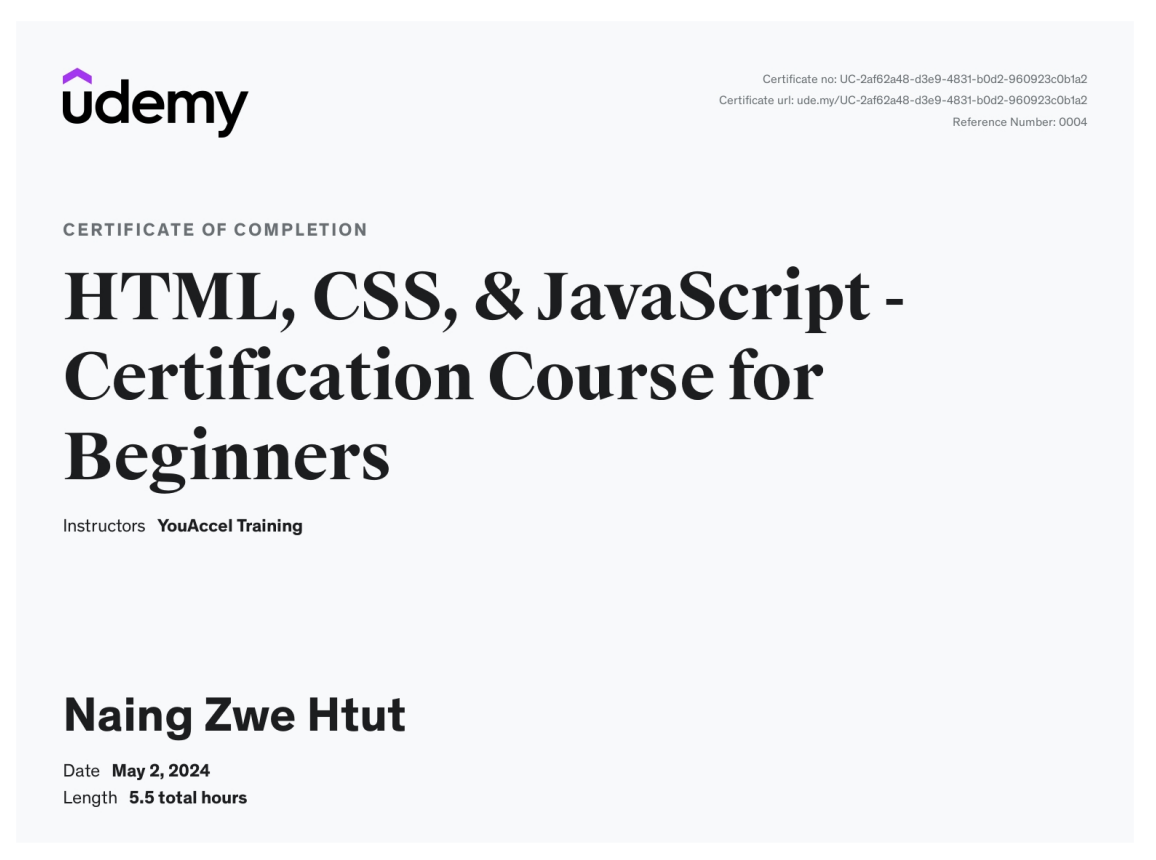 udemy
Certificate no: UC-2af62a48-d3e9-4831-b0d2-960923c0b1a2
Certificate url: ude.my/UC-2af62a48-d3e9-4831-b0d2-960923c0b1a2
Reference Number: 0004
CERTIFICATE OF COMPLETION
HTML, CSS, & JavaScript -
Certification Course for
Beginners
Instructors YouAccel Training
Naing Zwe Htut
Date May 2, 2024
Length 5.5 total hours